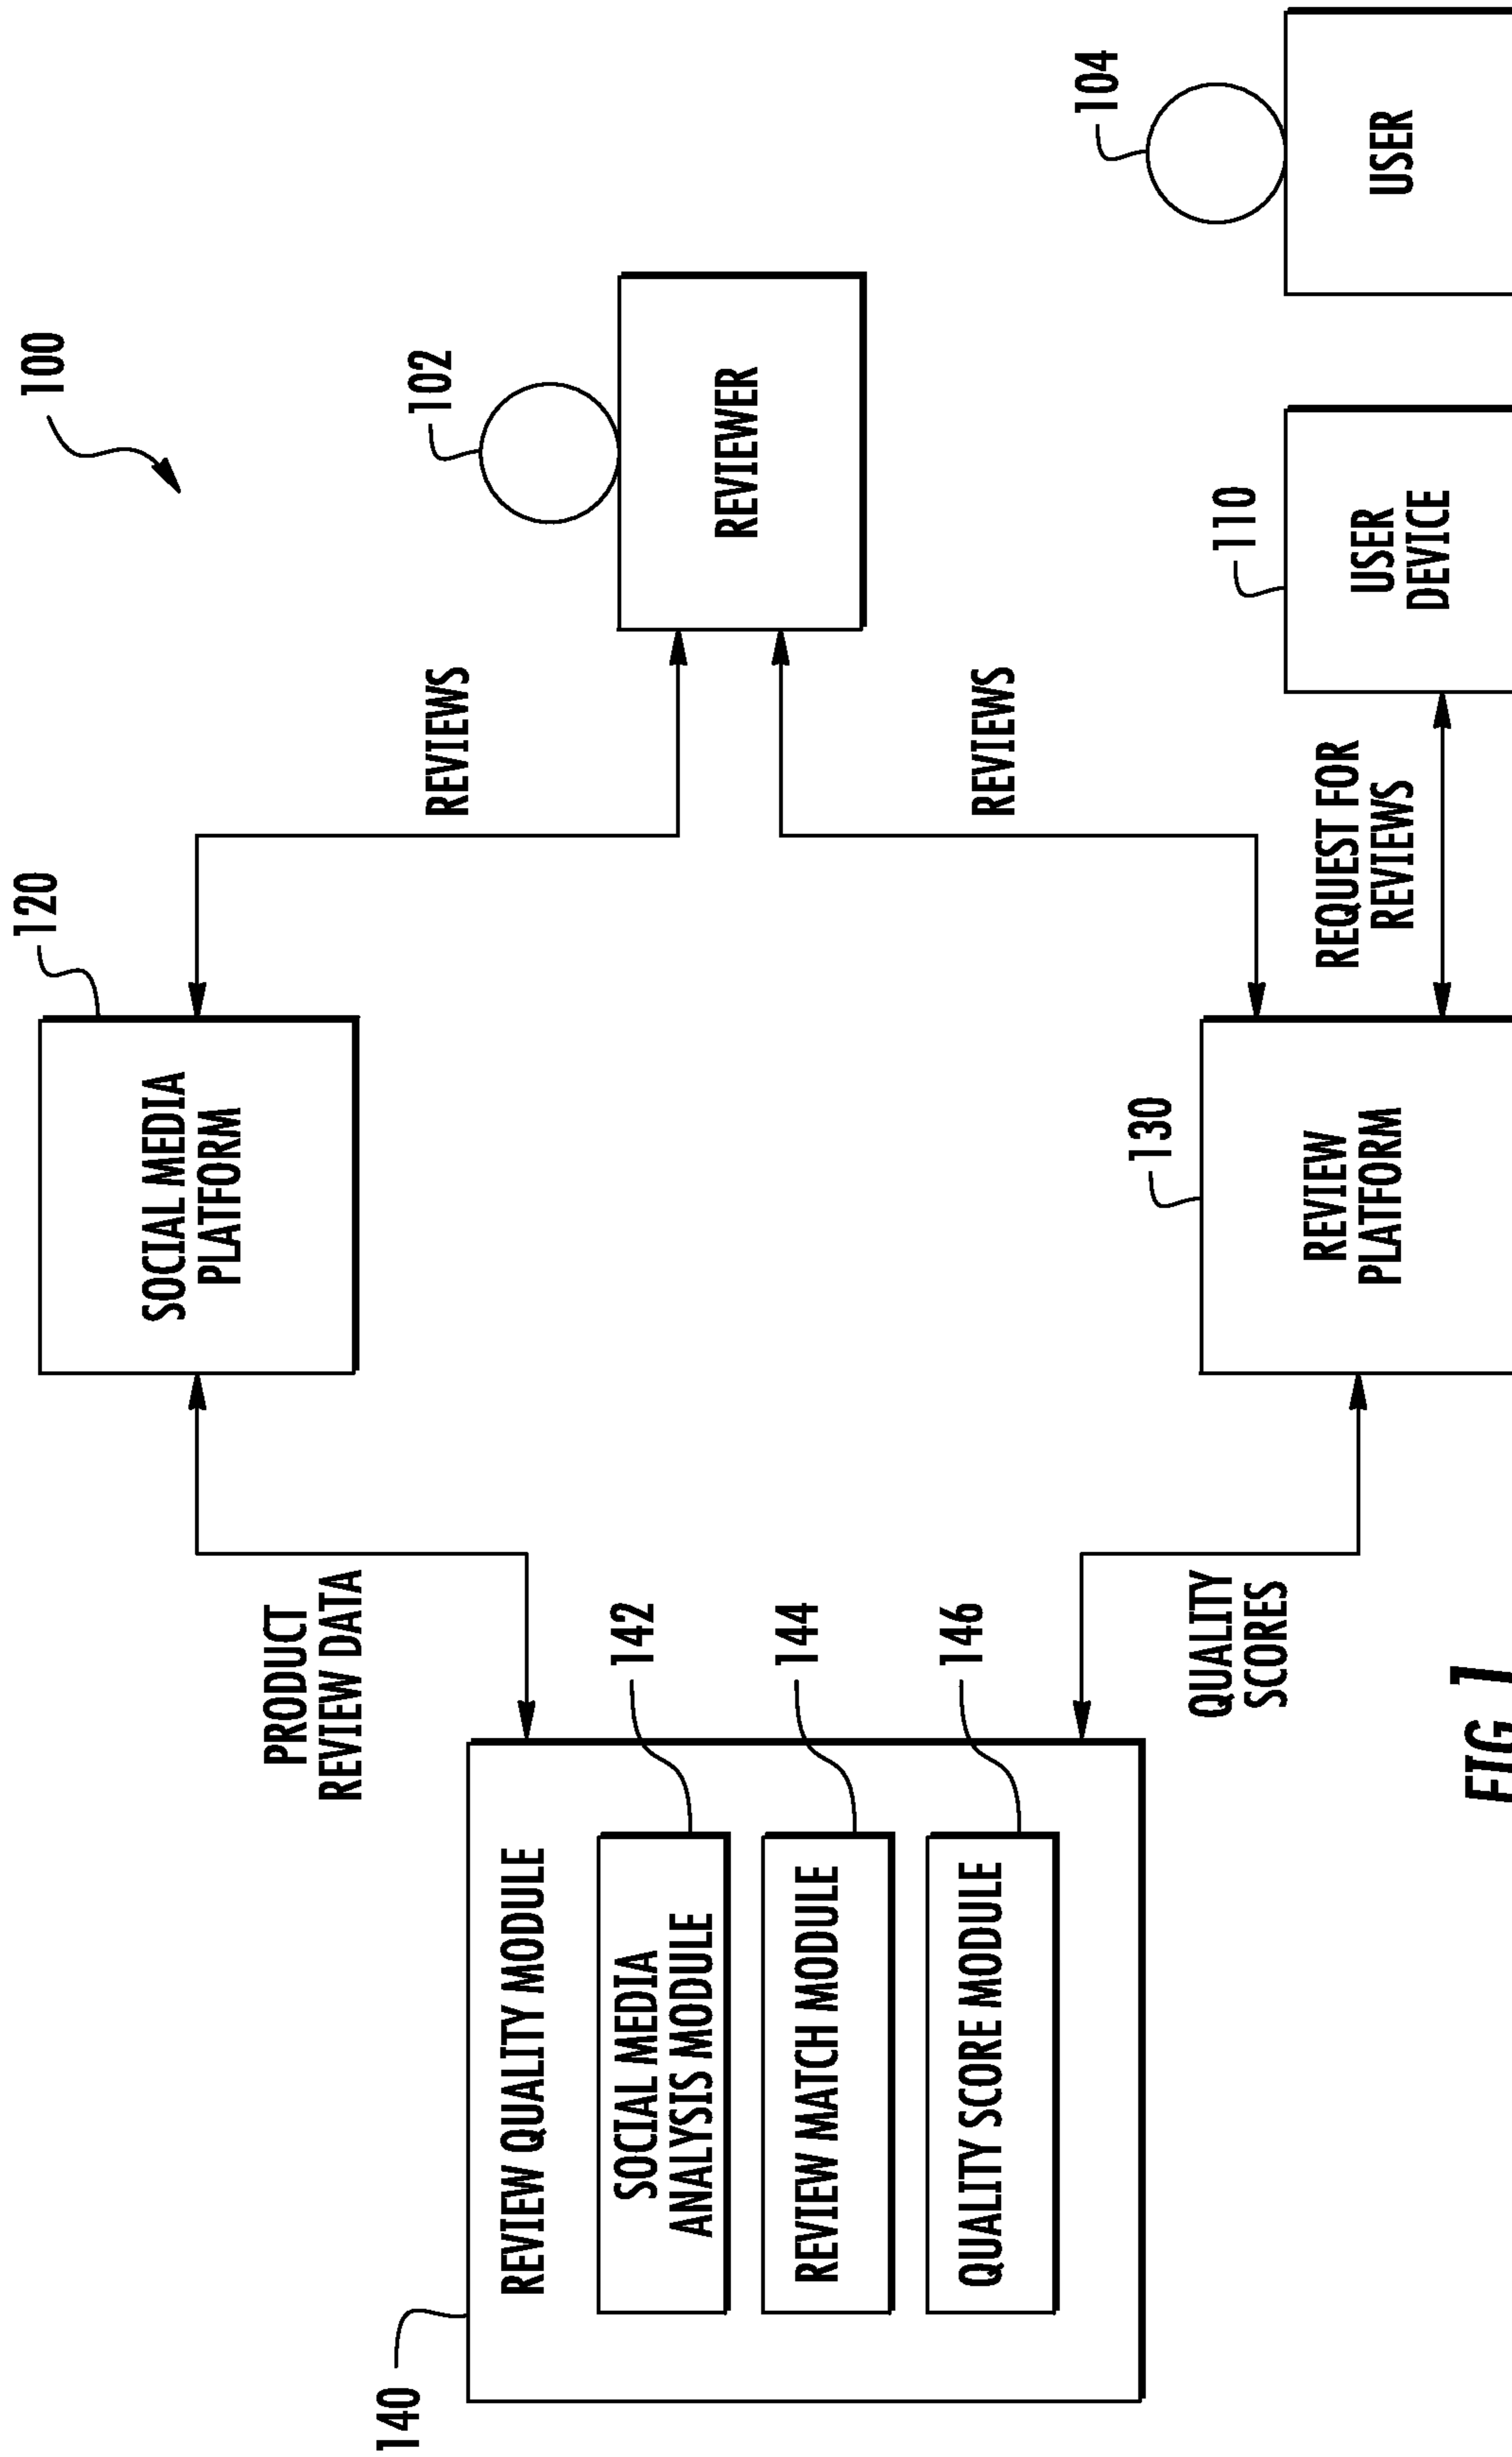 100
120
SOCIAL MEDIA
PLATFORM
PRODUCT
REVIEW DATA
REVIEWS
102
REVIEWER
140
REVIEW QUALITY MODULE
SOCIAL MEDIA
ANALYSIS MODULE
142
REVIEW MATCH MODULE
144
QUALITY SCORE MODULE
146
REVIEWS
QUALITY
SCORES
130
REVIEW
PLATFORM
REQUEST FOR
REVIEWS
110
USER
DEVICE
104
USER
FIG. 1